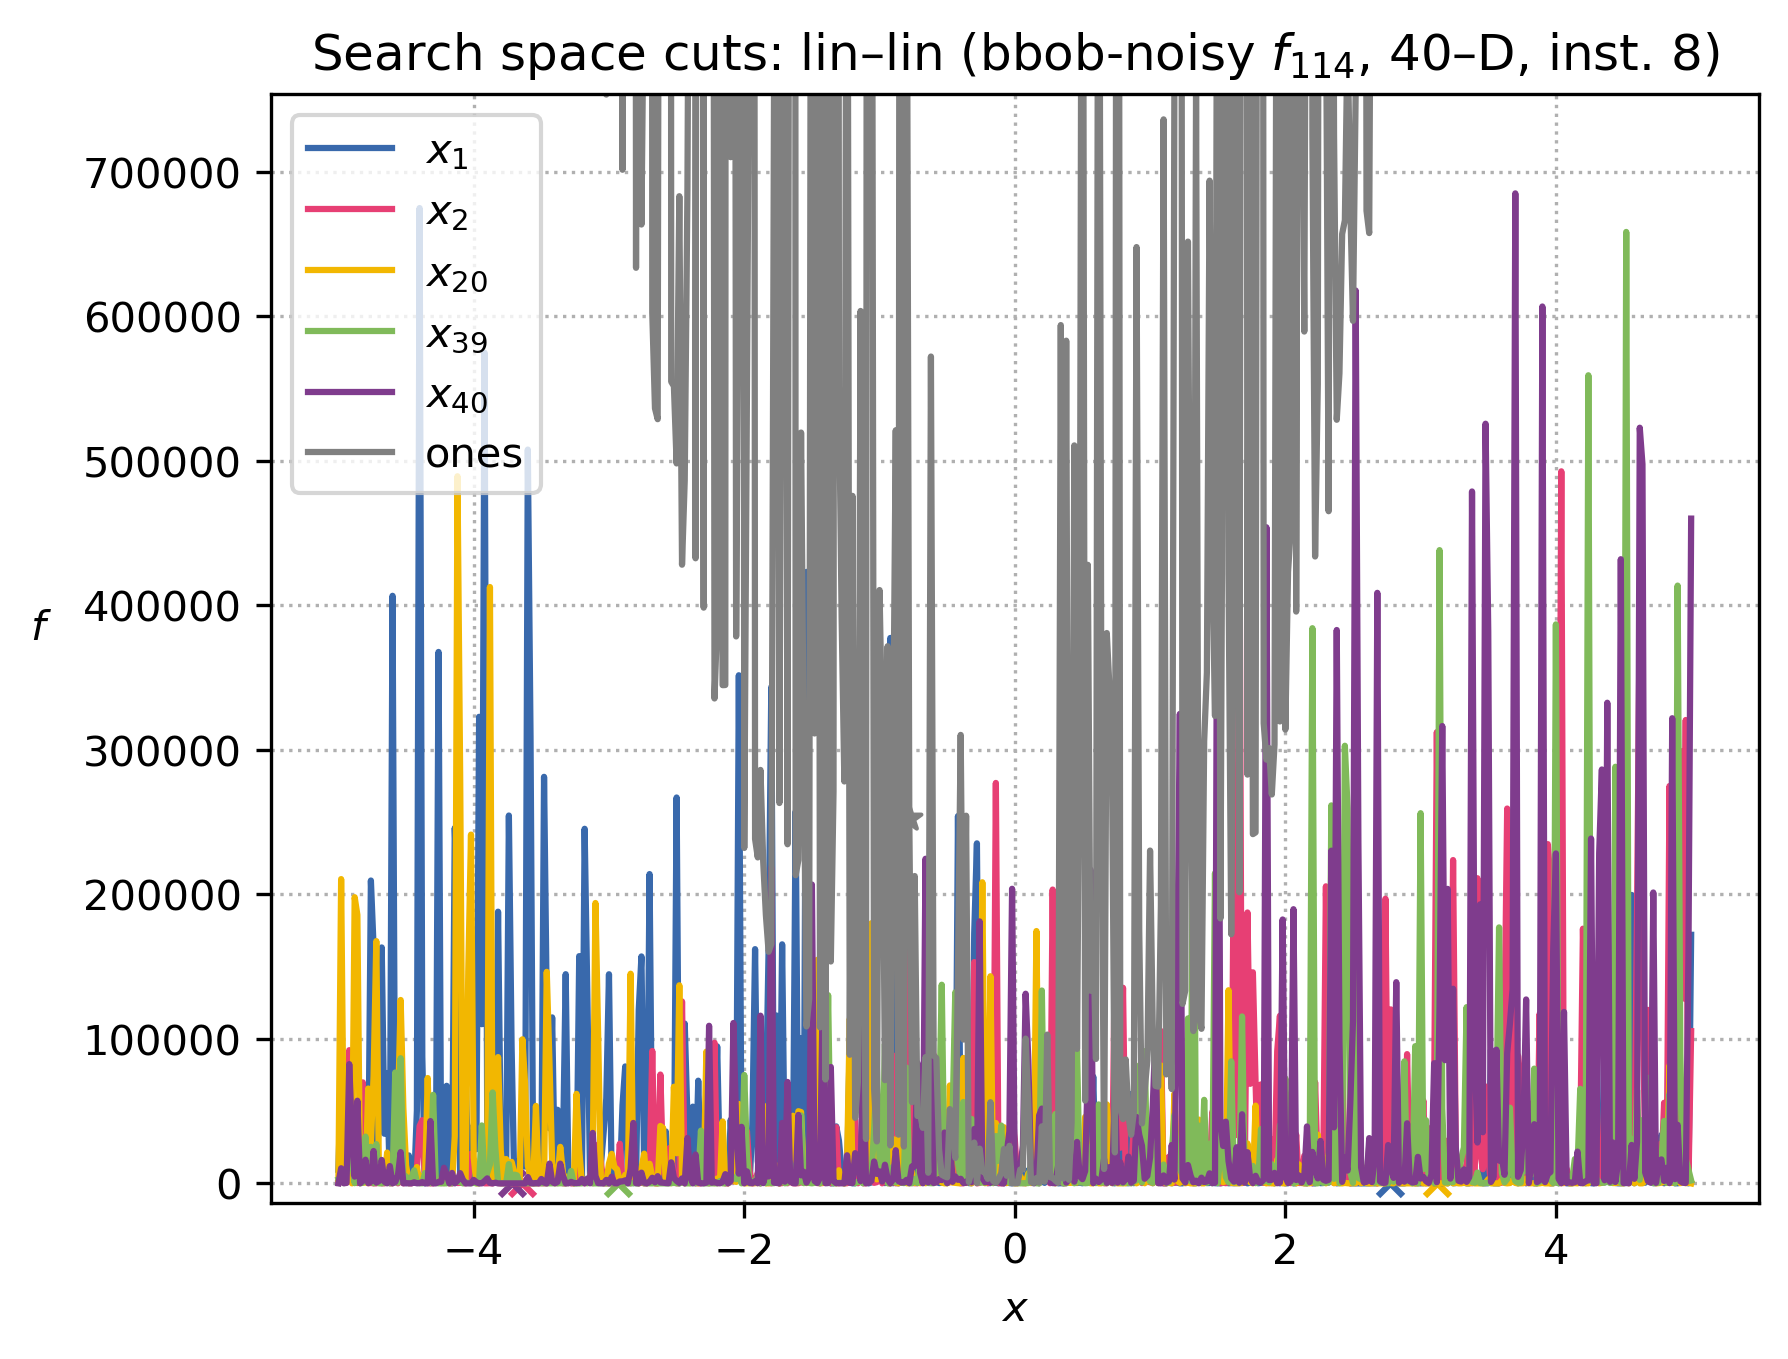 Search space cuts: lin–lin (bbob-noisy f₁₁₄, 40–D, inst. 8)
x₁
x₂
x₂₀
x₃₉
x₄₀
ones
700000
600000
500000
400000
300000
200000
100000
0
f
−4
−2
0
2
4
x